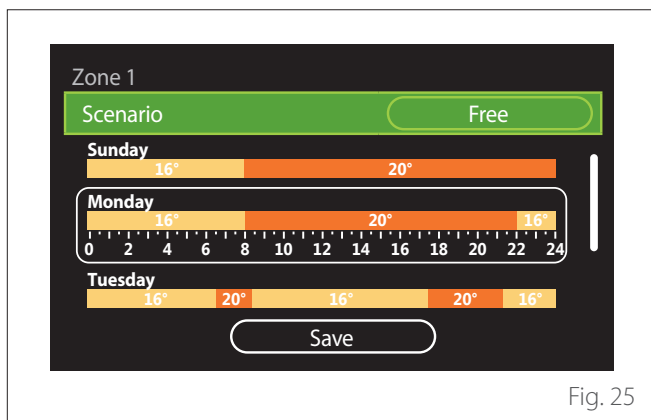 Zone 1
Scenario Free
Sunday
16° 20°
Monday
16° 20° 16°
0 2 4 6 8 10 12 14 16 18 20 22 24
Tuesday
16° 20° 16° 20° 16°
Save
Fig. 25